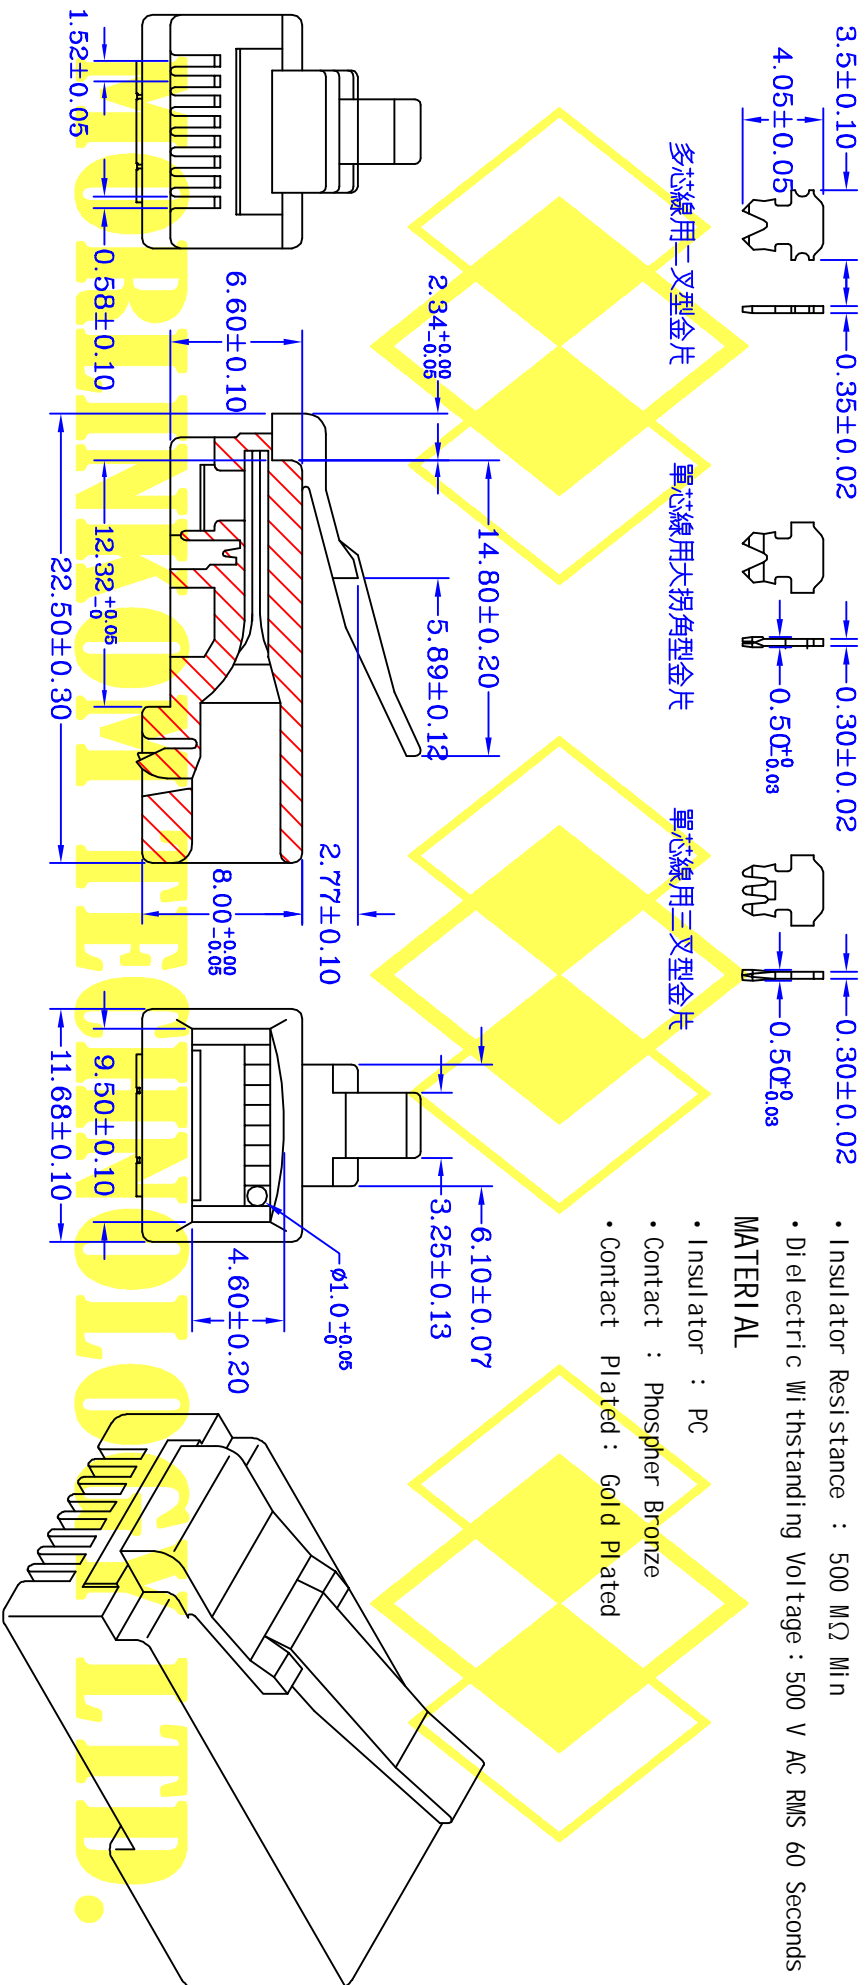 3.5±0.10
0.35±0.02
0.30±0.02
0.30±0.02
4.05±0.05
0.50+0-0.03
0.50+0-0.03
多芯線用二叉型金片
單芯線用大拐角型金片
單芯線用三叉型金片
• Insulator Resistance : 500 MΩ Min
• Dielectric Withstanding Voltage : 500 V AC RMS 60 Seconds
MATERIAL
• Insulator : PC
• Contact : Phospher Bronze
• Contact Plated : Gold Plated
14.80±0.20
6.10±0.07
2.34+0.00-0.05
5.89±0.12
3.25±0.13
2.77±0.10
ø1.0+0.05-0
6.60±0.10
8.00+0.00-0.05
4.60±0.20
1.52±0.05
0.58±0.10
12.32+0.05-0
9.50±0.10
22.50±0.30
11.68±0.10
MORLINKOM TECHNOLOGY LTD.